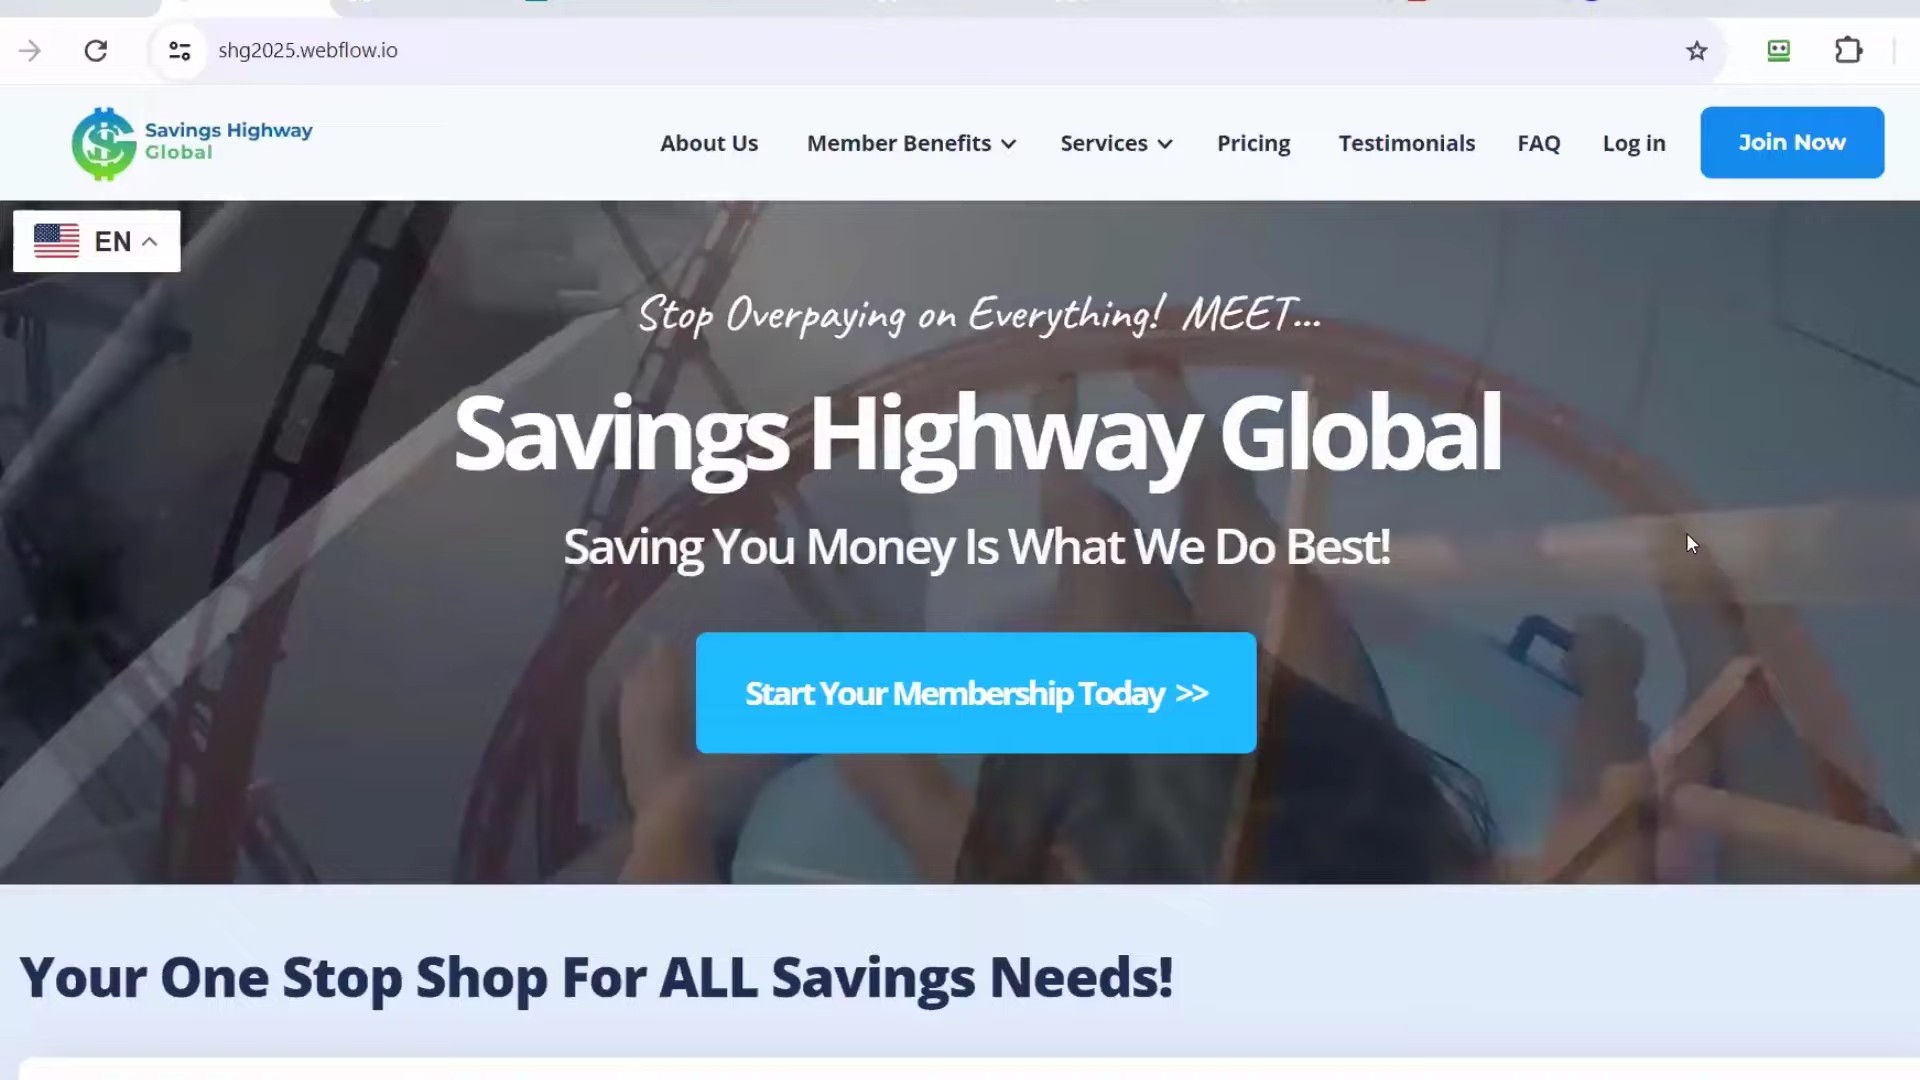 shg2025.webflow.io
Savings Highway
Global
About Us
Member Benefits
Services
Pricing
Testimonials
FAQ
Log in
Join Now
EN
Stop Overpaying on Everything! MEET...
Savings Highway Global
Saving You Money Is What We Do Best!
Start Your Membership Today >>
Your One Stop Shop For ALL Savings Needs!